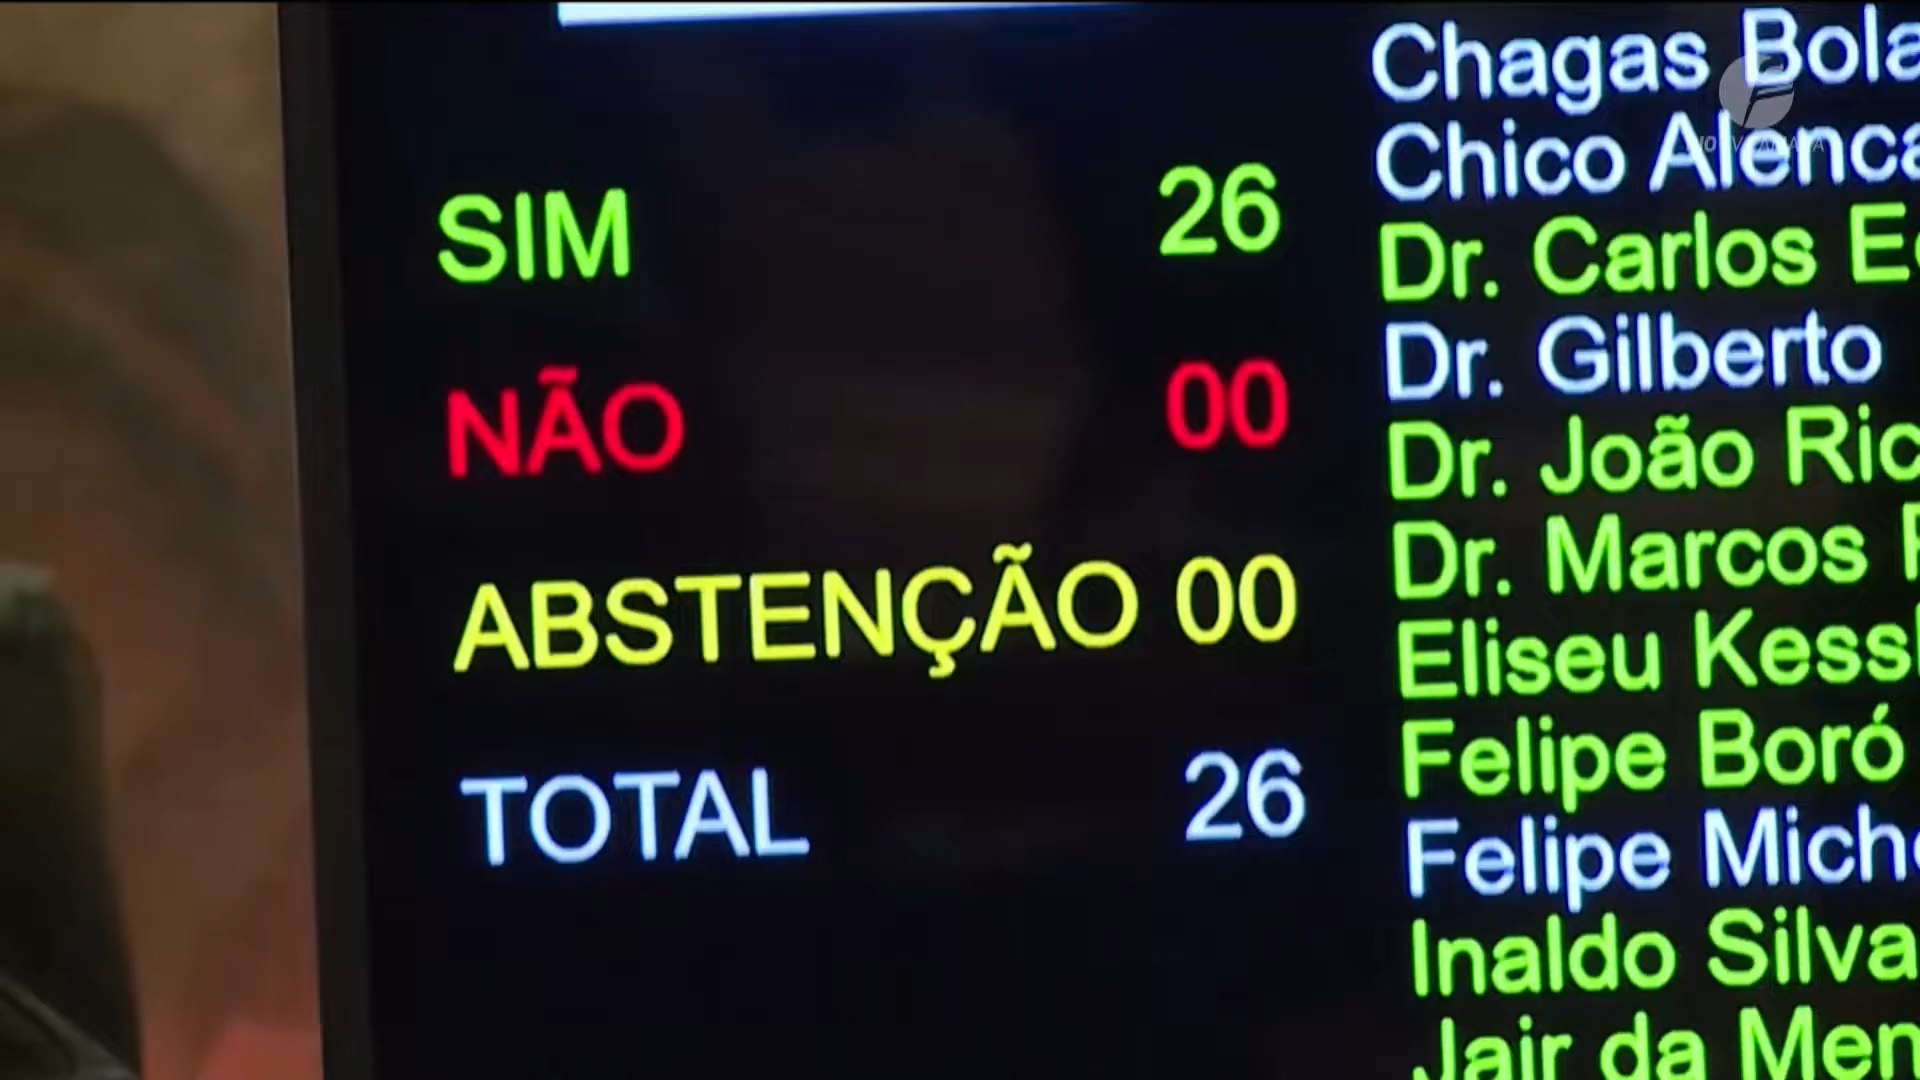 SIM 26
NÃO 00
ABSTENÇÃO 00
TOTAL 26
Chagas Bola
Chico Alenca
Dr. Carlos E
Dr. Gilberto
Dr. João Ric
Dr. Marcos
Eliseu Kessl
Felipe Boró
Felipe Mich
Inaldo Silva
Jair da Men